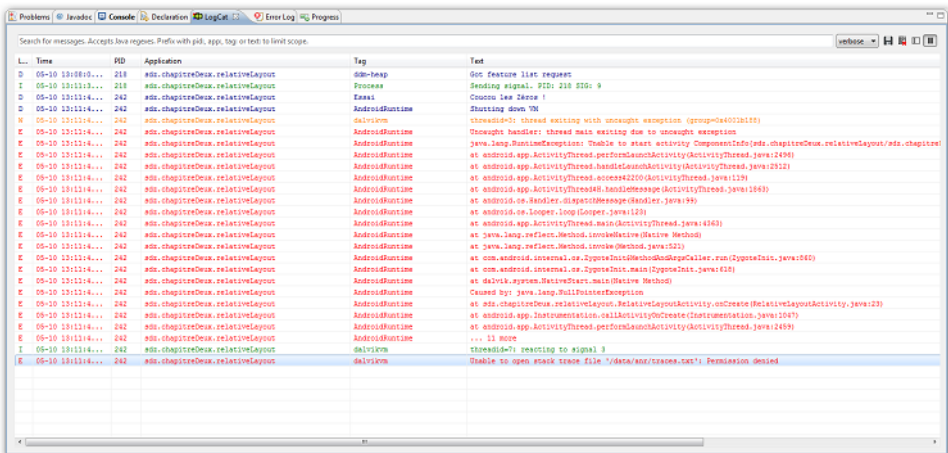 Problems @ Javadoc Console Declaration LogCat Error Log Progress
Search for messages. Accepts Java regexes. Prefix with pid:, app:, tag: or text: to limit scope. verbose
L... Time PID Application Tag Text
D 05-10 13:08:0... 218 sdz.chapitreDeux.relativeLayout ddm-heap Got feature list request
I 05-10 13:11:3... 218 sdz.chapitreDeux.relativeLayout Process Sending signal. PID: 218 SIG: 9
D 05-10 13:11:4... 242 sdz.chapitreDeux.relativeLayout Essai Coucou les Zéros !
D 05-10 13:11:4... 242 sdz.chapitreDeux.relativeLayout AndroidRuntime Shutting down VM
W 05-10 13:11:4... 242 sdz.chapitreDeux.relativeLayout dalvikvm threadid=3: thread exiting with uncaught exception (group=0x4001b188)
E 05-10 13:11:4... 242 sdz.chapitreDeux.relativeLayout AndroidRuntime Uncaught handler: thread main exiting due to uncaught exception
E 05-10 13:11:4... 242 sdz.chapitreDeux.relativeLayout AndroidRuntime java.lang.RuntimeException: Unable to start activity ComponentInfo{sdz.chapitreDeux.relativeLayout/sdz.chapitre
E 05-10 13:11:4... 242 sdz.chapitreDeux.relativeLayout AndroidRuntime at android.app.ActivityThread.performLaunchActivity(ActivityThread.java:2496)
E 05-10 13:11:4... 242 sdz.chapitreDeux.relativeLayout AndroidRuntime at android.app.ActivityThread.handleLaunchActivity(ActivityThread.java:2512)
E 05-10 13:11:4... 242 sdz.chapitreDeux.relativeLayout AndroidRuntime at android.app.ActivityThread.access$2200(ActivityThread.java:119)
E 05-10 13:11:4... 242 sdz.chapitreDeux.relativeLayout AndroidRuntime at android.app.ActivityThread$H.handleMessage(ActivityThread.java:1863)
E 05-10 13:11:4... 242 sdz.chapitreDeux.relativeLayout AndroidRuntime at android.os.Handler.dispatchMessage(Handler.java:99)
E 05-10 13:11:4... 242 sdz.chapitreDeux.relativeLayout AndroidRuntime at android.os.Looper.loop(Looper.java:123)
E 05-10 13:11:4... 242 sdz.chapitreDeux.relativeLayout AndroidRuntime at android.app.ActivityThread.main(ActivityThread.java:4363)
E 05-10 13:11:4... 242 sdz.chapitreDeux.relativeLayout AndroidRuntime at java.lang.reflect.Method.invokeNative(Native Method)
E 05-10 13:11:4... 242 sdz.chapitreDeux.relativeLayout AndroidRuntime at java.lang.reflect.Method.invoke(Method.java:521)
E 05-10 13:11:4... 242 sdz.chapitreDeux.relativeLayout AndroidRuntime at com.android.internal.os.ZygoteInit$MethodAndArgsCaller.run(ZygoteInit.java:860)
E 05-10 13:11:4... 242 sdz.chapitreDeux.relativeLayout AndroidRuntime at com.android.internal.os.ZygoteInit.main(ZygoteInit.java:618)
E 05-10 13:11:4... 242 sdz.chapitreDeux.relativeLayout AndroidRuntime at dalvik.system.NativeStart.main(Native Method)
E 05-10 13:11:4... 242 sdz.chapitreDeux.relativeLayout AndroidRuntime Caused by: java.lang.NullPointerException
E 05-10 13:11:4... 242 sdz.chapitreDeux.relativeLayout AndroidRuntime at sdz.chapitreDeux.relativeLayout.RelativeLayoutActivity.onCreate(RelativeLayoutActivity.java:23)
E 05-10 13:11:4... 242 sdz.chapitreDeux.relativeLayout AndroidRuntime at android.app.Instrumentation.callActivityOnCreate(Instrumentation.java:1047)
E 05-10 13:11:4... 242 sdz.chapitreDeux.relativeLayout AndroidRuntime at android.app.ActivityThread.performLaunchActivity(ActivityThread.java:2459)
E 05-10 13:11:4... 242 sdz.chapitreDeux.relativeLayout AndroidRuntime ... 11 more
I 05-10 13:11:4... 242 sdz.chapitreDeux.relativeLayout dalvikvm threadid=7: reacting to signal 3
E 05-10 13:11:4... 242 sdz.chapitreDeux.relativeLayout dalvikvm Unable to open stack trace file '/data/anr/traces.txt': Permission denied